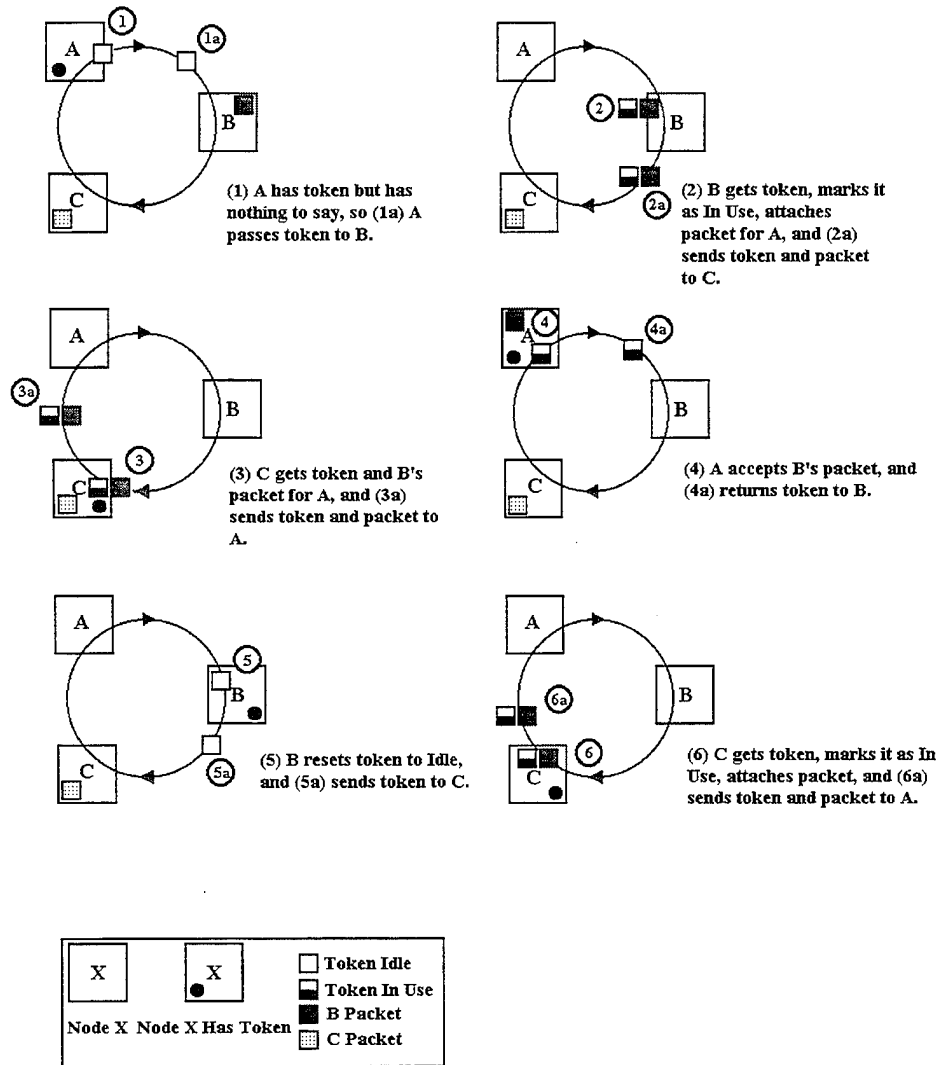 1
1a
A
B
C
(1) A has token but has
nothing to say, so (1a) A
passes token to B.
A
2
B
2a
C
(2) B gets token, marks it
as In Use, attaches
packet for A, and (2a)
sends token and packet
to C.
A
3a
B
3
C
(3) C gets token and B's
packet for A, and (3a)
sends token and packet to
A.
4
4a
A
B
C
(4) A accepts B's packet, and
(4a) returns token to B.
A
5
B
5a
C
(5) B resets token to Idle,
and (5a) sends token to C.
A
B
6a
6
C
(6) C gets token, marks it as In
Use, attaches packet, and (6a)
sends token and packet to A.
X
X
Node X
Node X Has Token
Token Idle
Token In Use
B Packet
C Packet